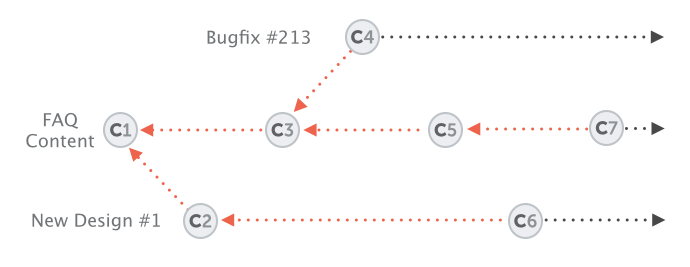 Bugfix #213
C4
FAQ
Content
C1
C3
C5
C7
New Design #1
C2
C6